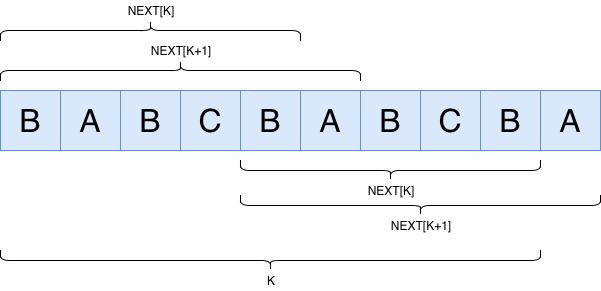 NEXT[K]
NEXT[K+1]
B A B C B A B C B A
NEXT[K]
NEXT[K+1]
K